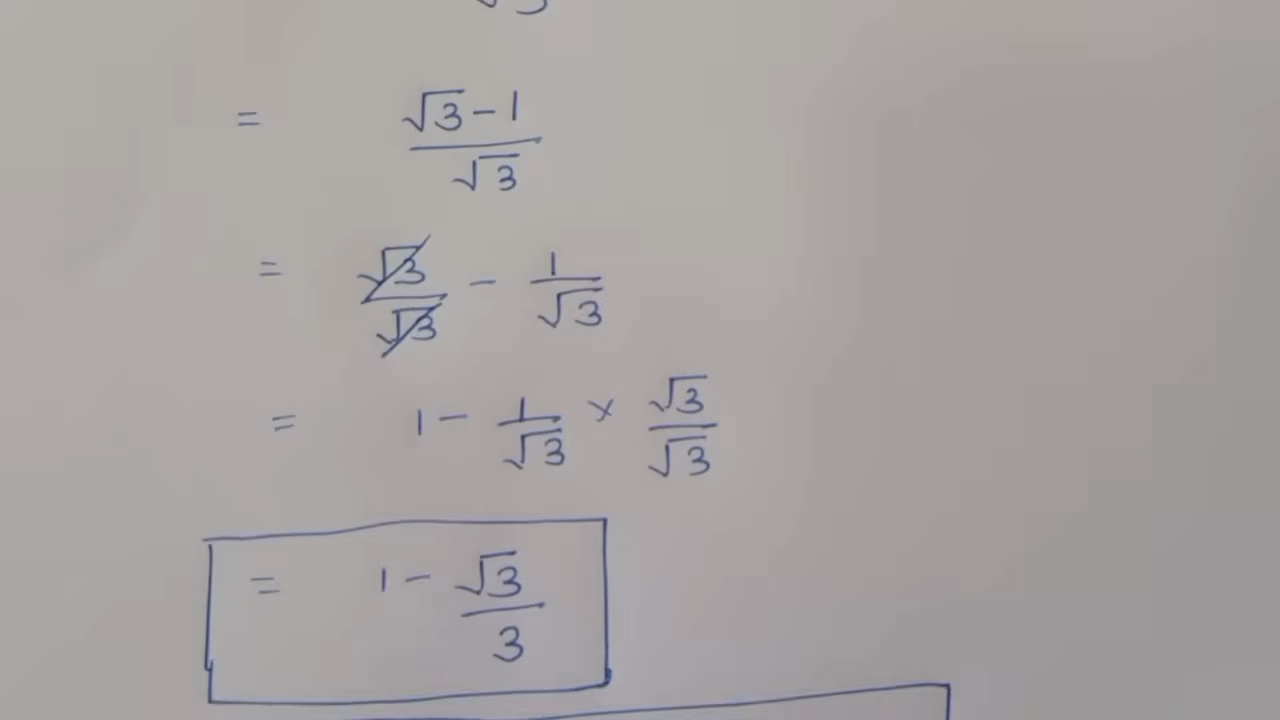 = √3 - 1 / √3
= √3 / √3 - 1 / √3
= 1 - 1 / √3 × √3 / √3
= 1 - √3 / 3